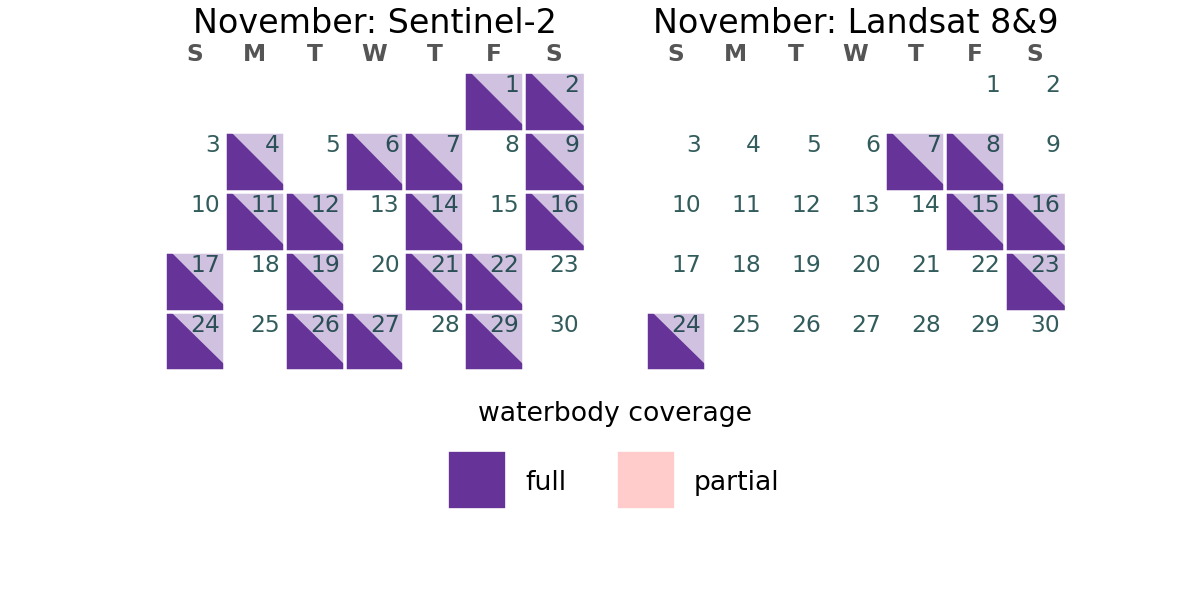 November: Sentinel-2
S M T W T F S
1 2
3 4 5 6 7 8 9
10 11 12 13 14 15 16
17 18 19 20 21 22 23
24 25 26 27 28 29 30
November: Landsat 8&9
S M T W T F S
1 2
3 4 5 6 7 8 9
10 11 12 13 14 15 16
17 18 19 20 21 22 23
24 25 26 27 28 29 30
waterbody coverage
full partial